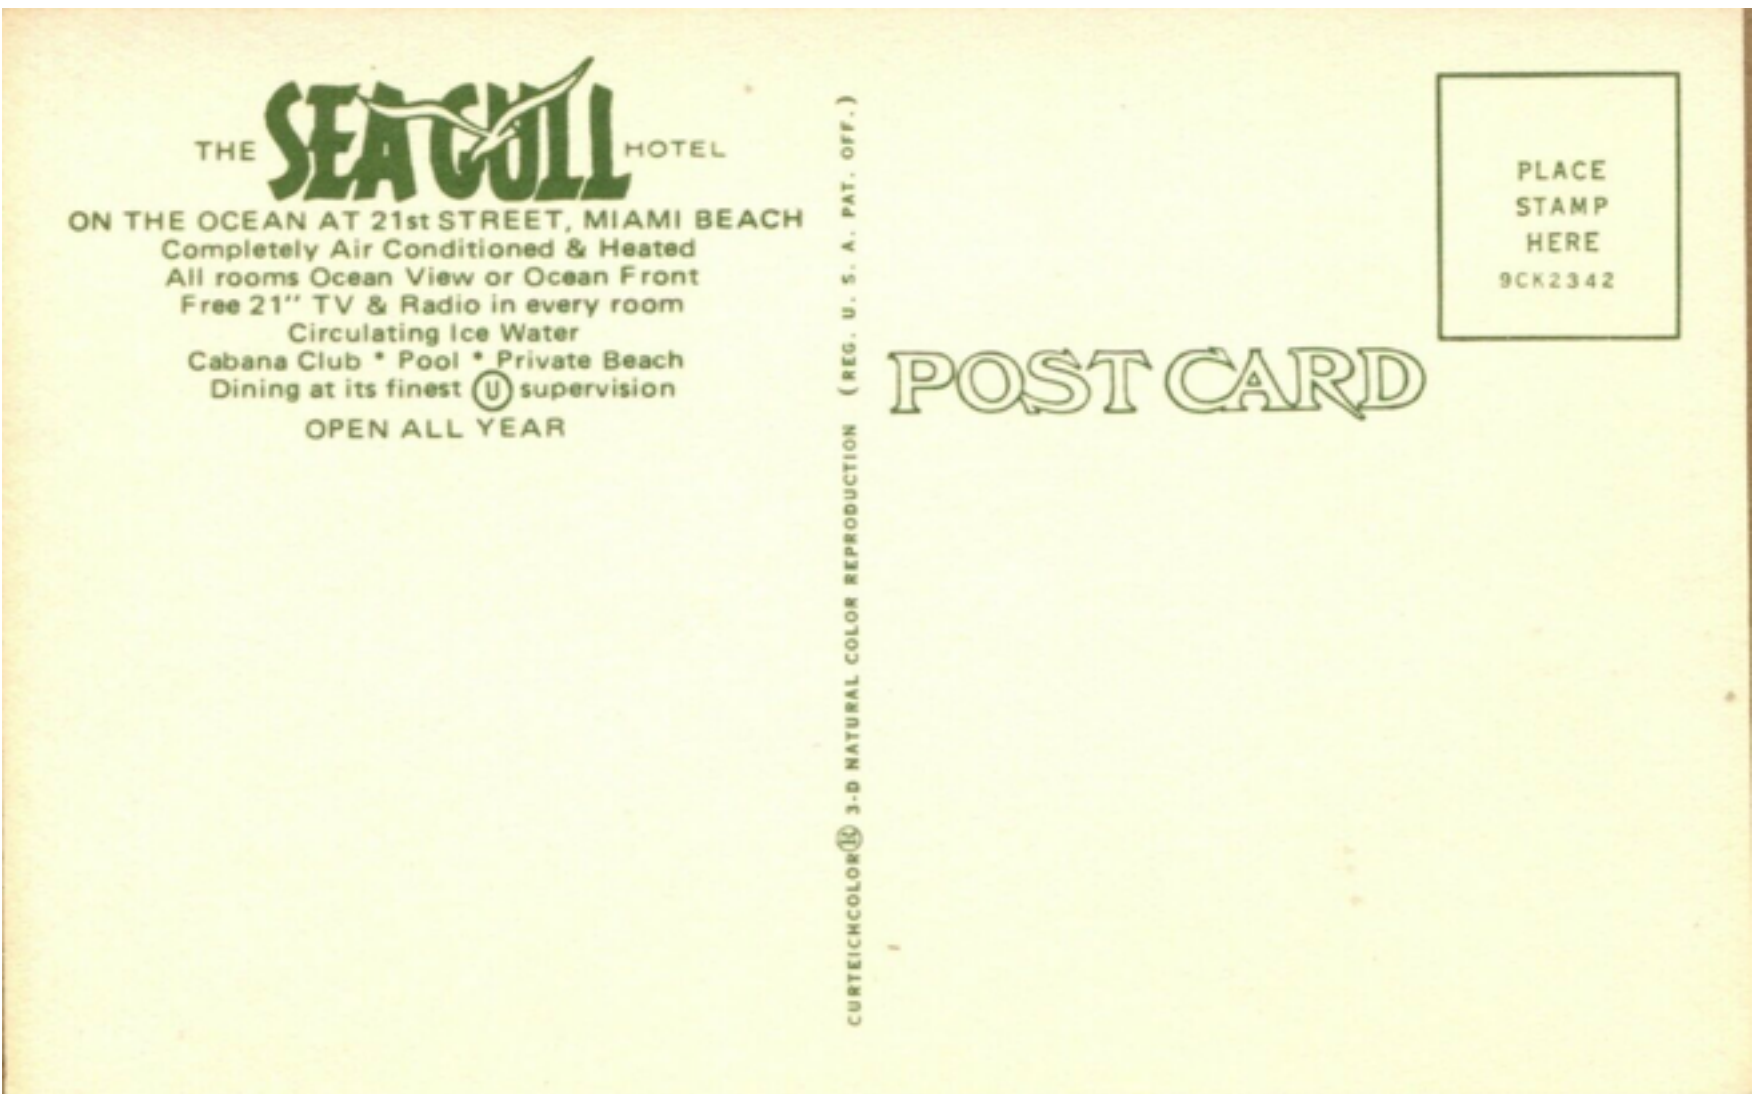 THE SEA GULL HOTEL
ON THE OCEAN AT 21st STREET, MIAMI BEACH
Completely Air Conditioned & Heated
All rooms Ocean View or Ocean Front
Free 21" TV & Radio in every room
Circulating Ice Water
Cabana Club * Pool * Private Beach
Dining at its finest Ⓤ supervision
OPEN ALL YEAR
CURTEICHCOLOR 3-D NATURAL COLOR REPRODUCTION (REG. U. S. A. PAT. OFF.)
POST CARD
PLACE
STAMP
HERE
9CK2342